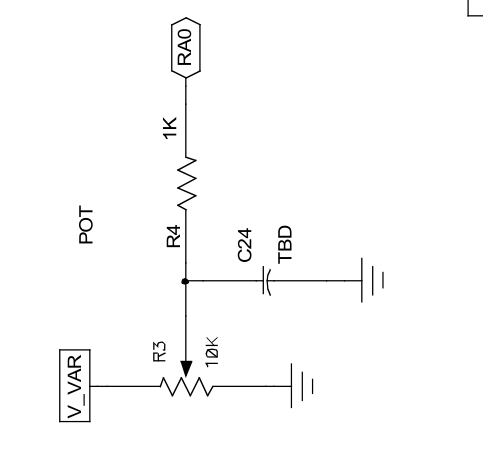 RA0
1K
R4
POT
C24
TBD
R3
10K
V_VAR